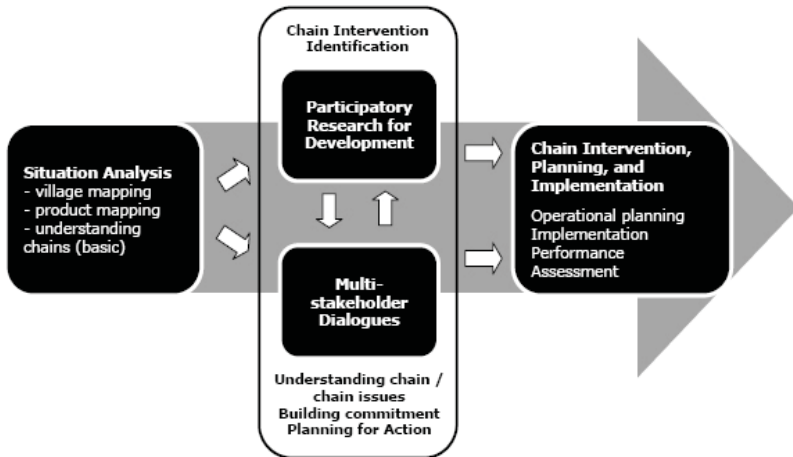 Situation Analysis
- village mapping
- product mapping
- understanding
chains (basic)
Chain Intervention
Identification
Participatory
Research for
Development
Multi-
stakeholder
Dialogues
Understanding chain /
chain issues
Building commitment
Planning for Action
Chain Intervention,
Planning, and
Implementation
Operational planning
Implementation
Performance
Assessment